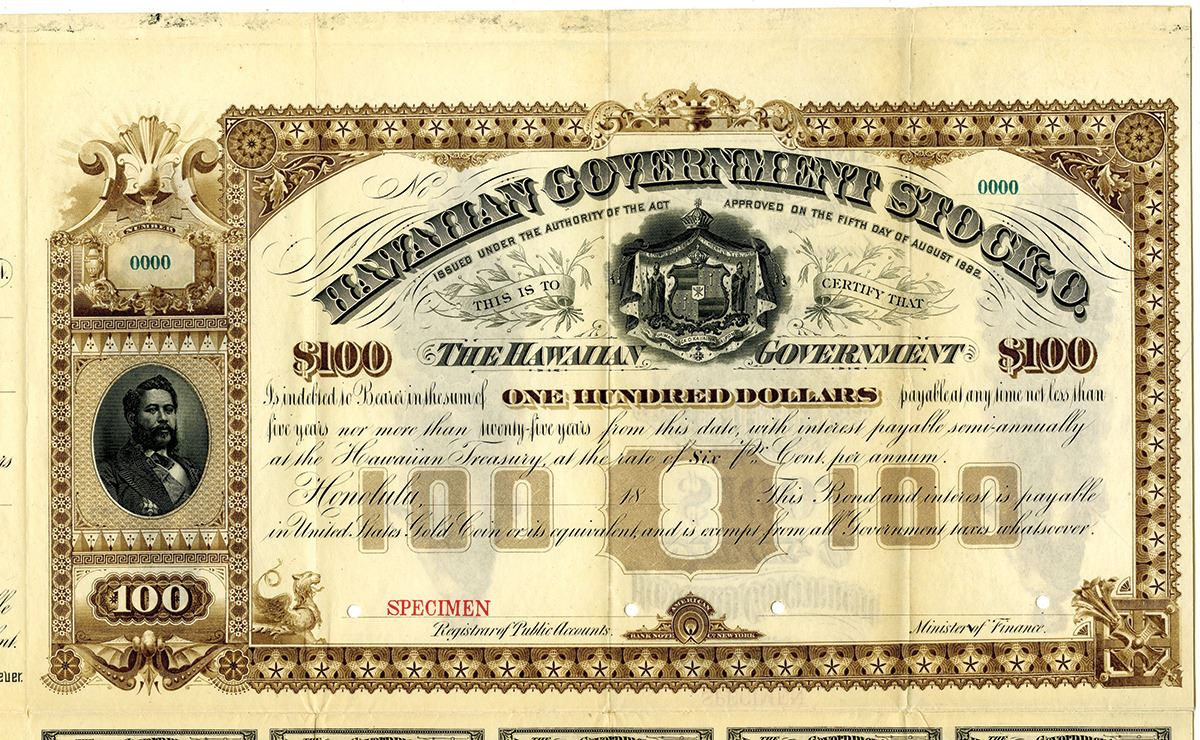 No. 0000
HAWAIIAN GOVERNMENT STOCK-O.
ISSUED UNDER THE AUTHORITY OF THE ACT APPROVED ON THE FIFTH DAY OF AUGUST 1882.
NUMBER
0000
THIS IS TO CERTIFY THAT
$100 THE HAWAIIAN GOVERNMENT $100
Is indebted to Bearer in the sum of ONE HUNDRED DOLLARS payable at any time not less than
five years nor more than twenty-five years from this date, with interest payable semi-annually
at the Hawaiian Treasury, at the rate of Six Pr. Cent. per annum.
Honolulu, 18 This Bond and interest is payable
in United States Gold Coin or its equivalent, and is exempt from all Government taxes whatsoever.
100 $ 100
100
SPECIMEN
Registrar of Public Accounts.
AMERICAN
BANK NOTE Co. NEW YORK
Minister of Finance.
ever.